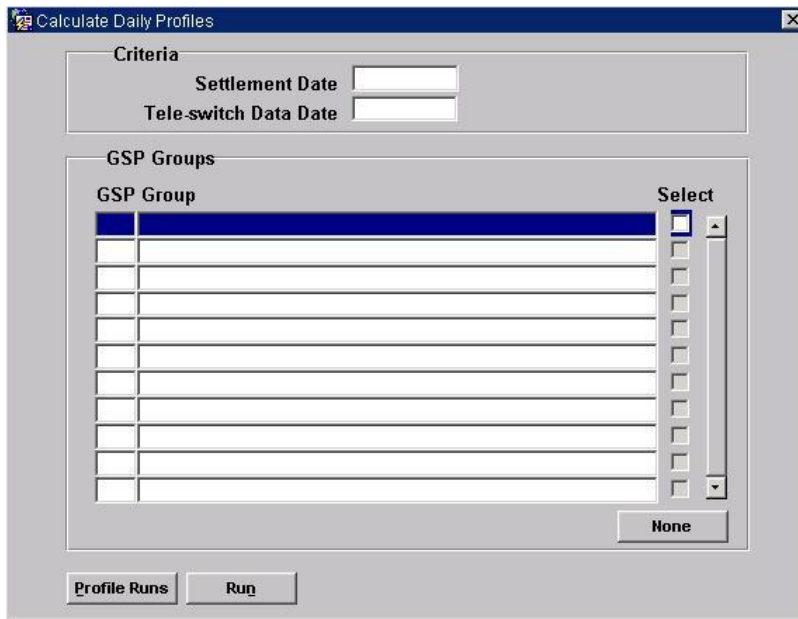 Calculate Daily Profiles
Criteria
Settlement Date
Tele-switch Data Date
GSP Groups
GSP Group Select
None
Profile Runs Run